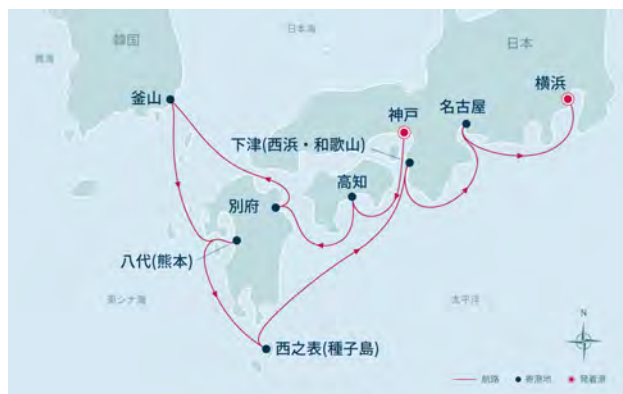 韓国
日本海
日本
黄海
釜山
神戸
名古屋
横浜
下津(西浜・和歌山)
高知
別府
八代(熊本)
東シナ海
太平洋
西之表(種子島)
N
航路
寄港地
発着港